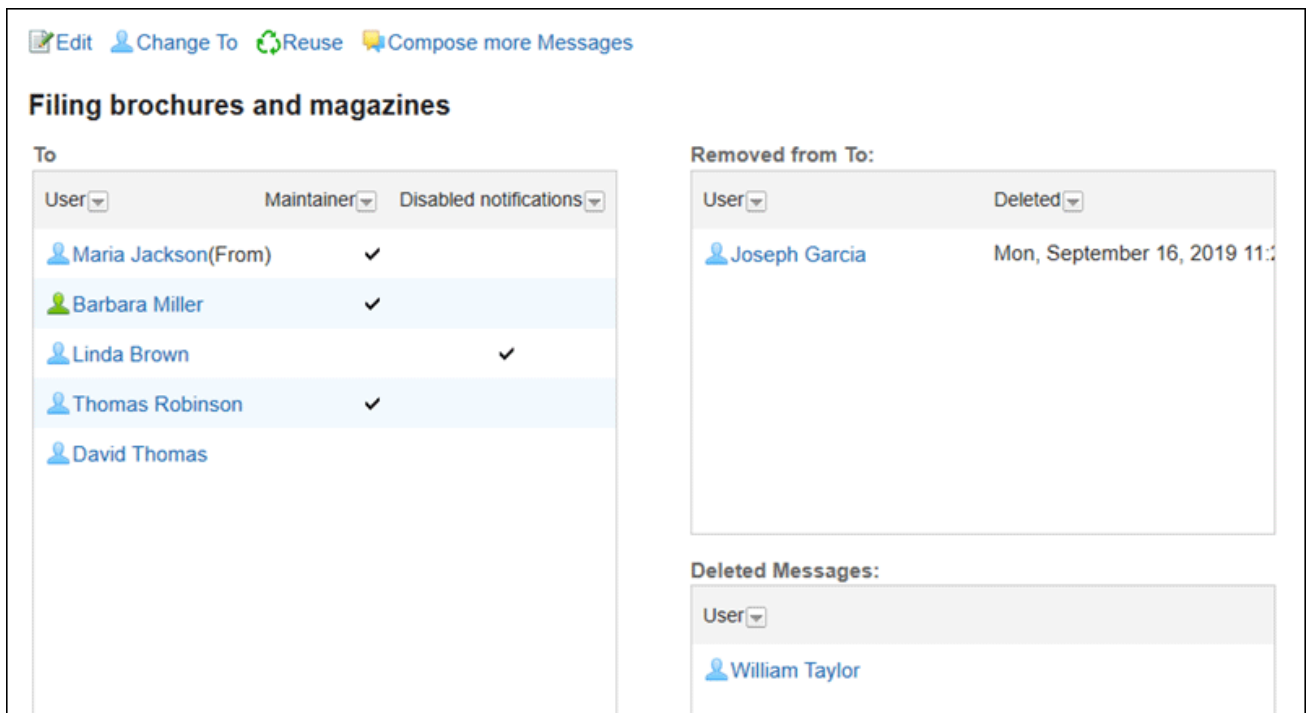 Edit Change To Reuse Compose more Messages
Filing brochures and magazines
To
User Maintainer Disabled notifications
Maria Jackson(From)
Barbara Miller
Linda Brown
Thomas Robinson
David Thomas
Removed from To:
User Deleted
Joseph Garcia Mon, September 16, 2019 11:
Deleted Messages:
User
William Taylor